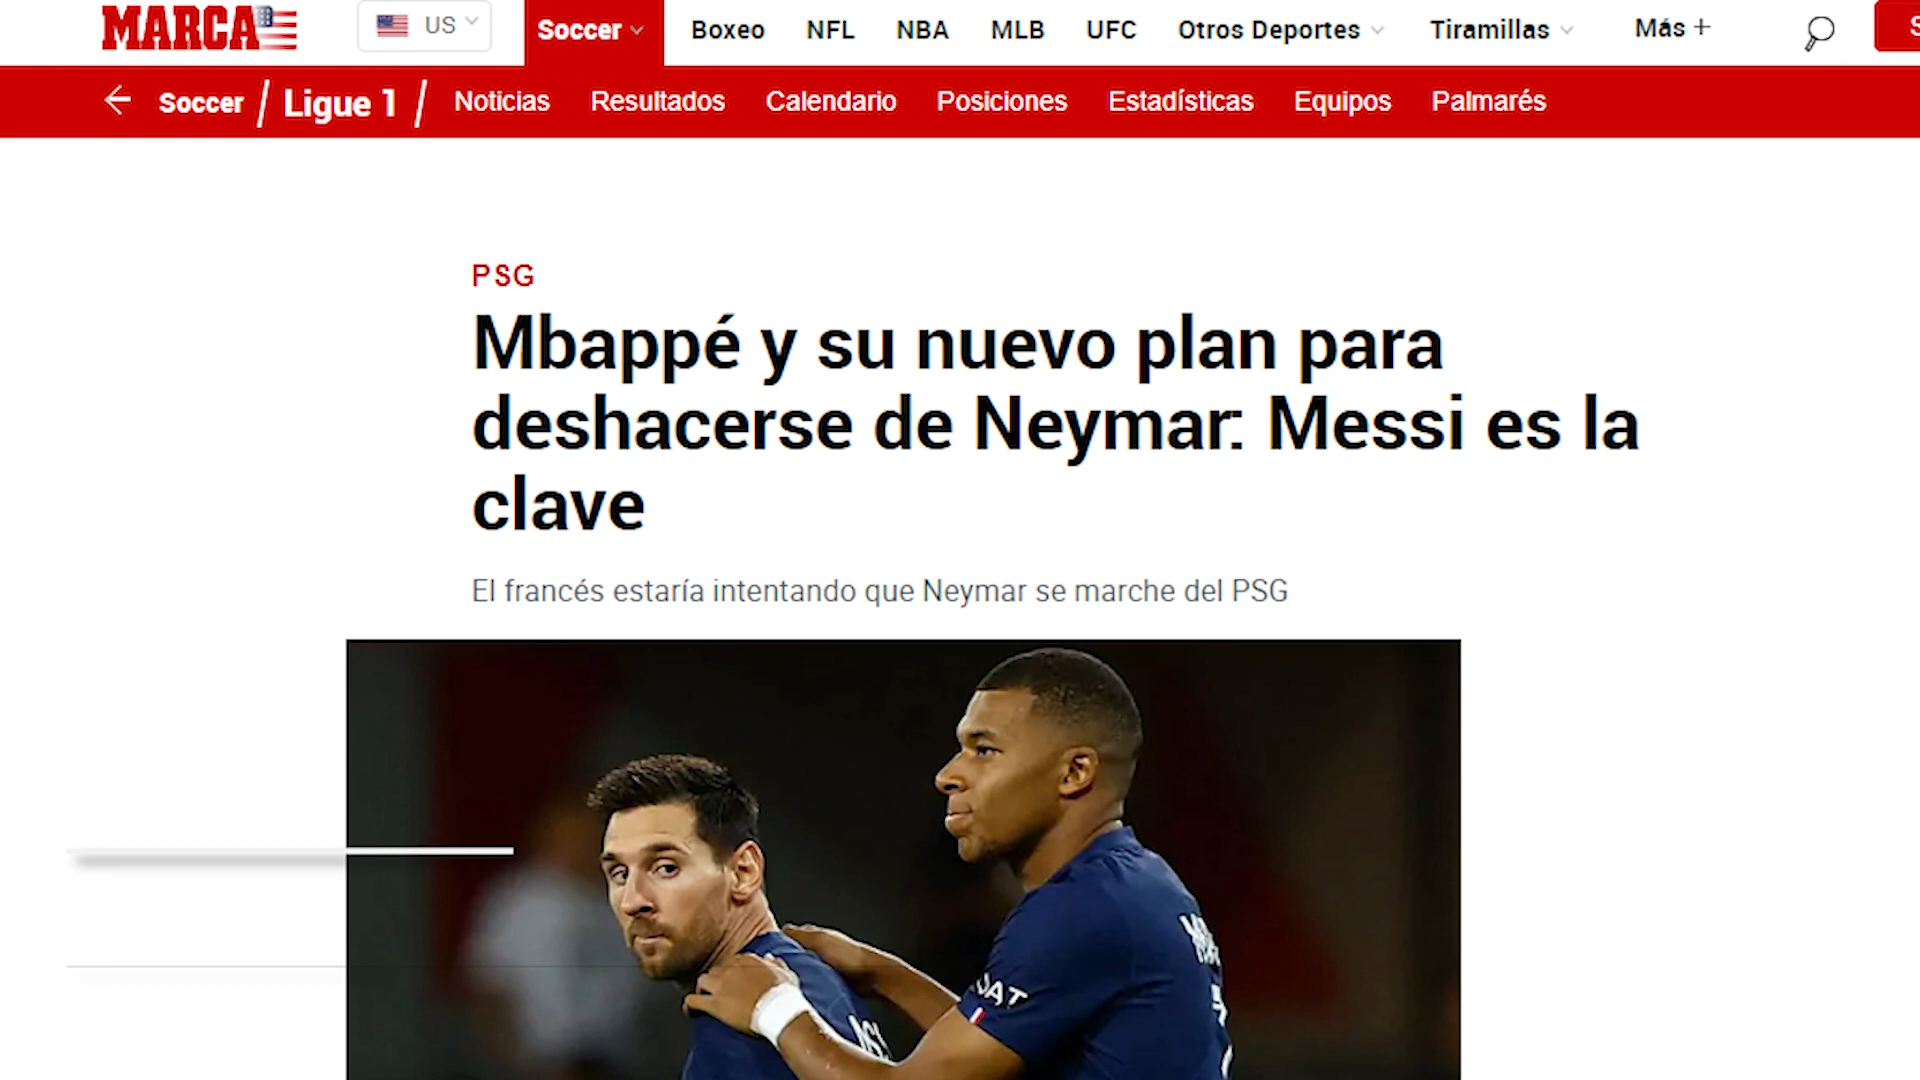 MARCA US Soccer Boxeo NFL NBA MLB UFC Otros Deportes Tiramillas Más +
Soccer / Ligue 1 / Noticias Resultados Calendario Posiciones Estadísticas Equipos Palmarés
PSG
Mbappé y su nuevo plan para
deshacerse de Neymar: Messi es la
clave
El francés estaría intentando que Neymar se marche del PSG